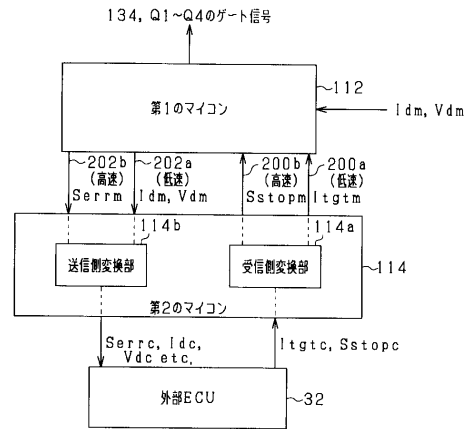 134, Q1~Q4のゲート信号
第1のマイコン
112
Idm, Vdm
202b
(高速)
Serrm
202a
(低速)
Idm, Vdm
200b
(高速)
Sstopm
200a
(低速)
Itgtm
114b
送信側変換部
114a
受信側変換部
114
第2のマイコン
Serrc, Idc,
Vdc etc.
Itgtc, Sstopc
外部ECU
32